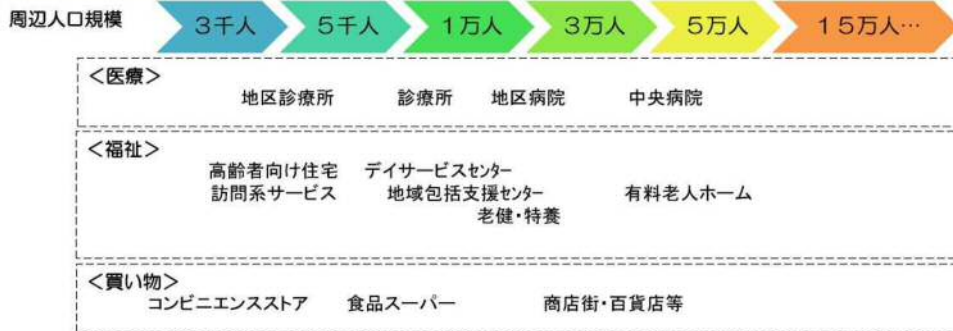 周辺人口規模 3千人 5千人 1万人 3万人 5万人 15万人…
<医療>
地区診療所 診療所 地区病院 中央病院
<福祉>
高齢者向け住宅 デイサービスセンター
訪問系サービス 地域包括支援センター 有料老人ホーム
老健・特養
<買い物>
コンビニエンスストア 食品スーパー 商店街・百貨店等